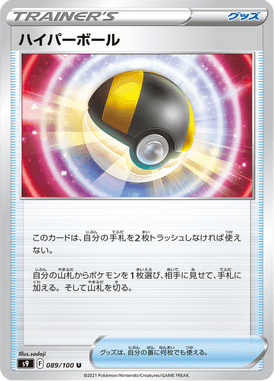 TRAINER'S グッズ
ハイパーボール
このカードは、自分の手札を2枚トラッシュしなければ使え
ない。
自分の山札からポケモンを1枚選び、相手に見せて、手札に
加える。そして山札を切る。
Illus.sadaji
s9 F 089/100 U
グッズは、自分の番に何枚でも使える。
©2021 Pokémon/Nintendo/Creatures/GAME FREAK.